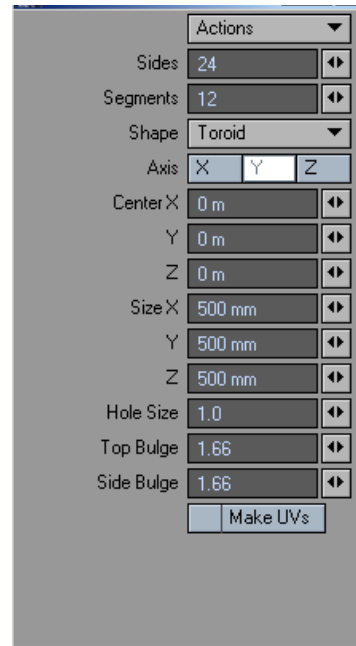 Actions
Sides 24
Segments 12
Shape Toroid
Axis X Y Z
Center X 0 m
Y 0 m
Z 0 m
Size X 500 mm
Y 500 mm
Z 500 mm
Hole Size 1.0
Top Bulge 1.66
Side Bulge 1.66
Make UVs